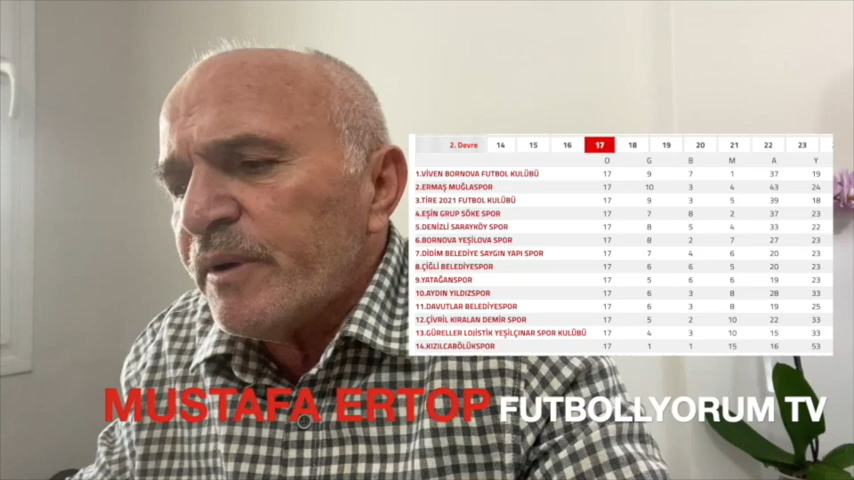 2. Devre 14 15 16 17 18 19 20 21 22 23
O G B M A Y
1.VİVEN BORNOVA FUTBOL KULÜBÜ 17 9 7 1 37 19
2.ERMAŞ MUĞLASPOR 17 10 3 4 43 24
3.TİRE 2021 FUTBOL KULÜBÜ 17 9 3 5 39 18
4.EŞİN GRUP SÖKE SPOR 17 7 8 2 37 23
5.DENİZLİ SARAYKÖY SPOR 17 8 5 4 33 22
6.BORNOVA YEŞİLOVA SPOR 17 8 2 7 27 23
7.DİDİM BELEDİYE SAYGIN YAPI SPOR 17 7 4 6 20 23
8.ÇİĞLİ BELEDİYESPOR 17 6 6 5 20 23
9.YATAĞANSPOR 17 6 5 6 19 23
10.AYDIN YILDIZSPOR 17 6 3 8 28 33
11.DAVUTLAR BELEDİYESPOR 17 6 3 8 19 25
12.ÇİVRİL KIRALAN DEMİR SPOR 17 5 2 10 22 33
13.GÜRELLER LOJİSTİK YEŞİLÇINAR SPOR KULÜBÜ 17 4 3 10 15 33
14.KIZILCABÖLÜKSPOR 17 1 1 15 16 53
MUSTAFA ERTOP FUTBOLLYORUM TV